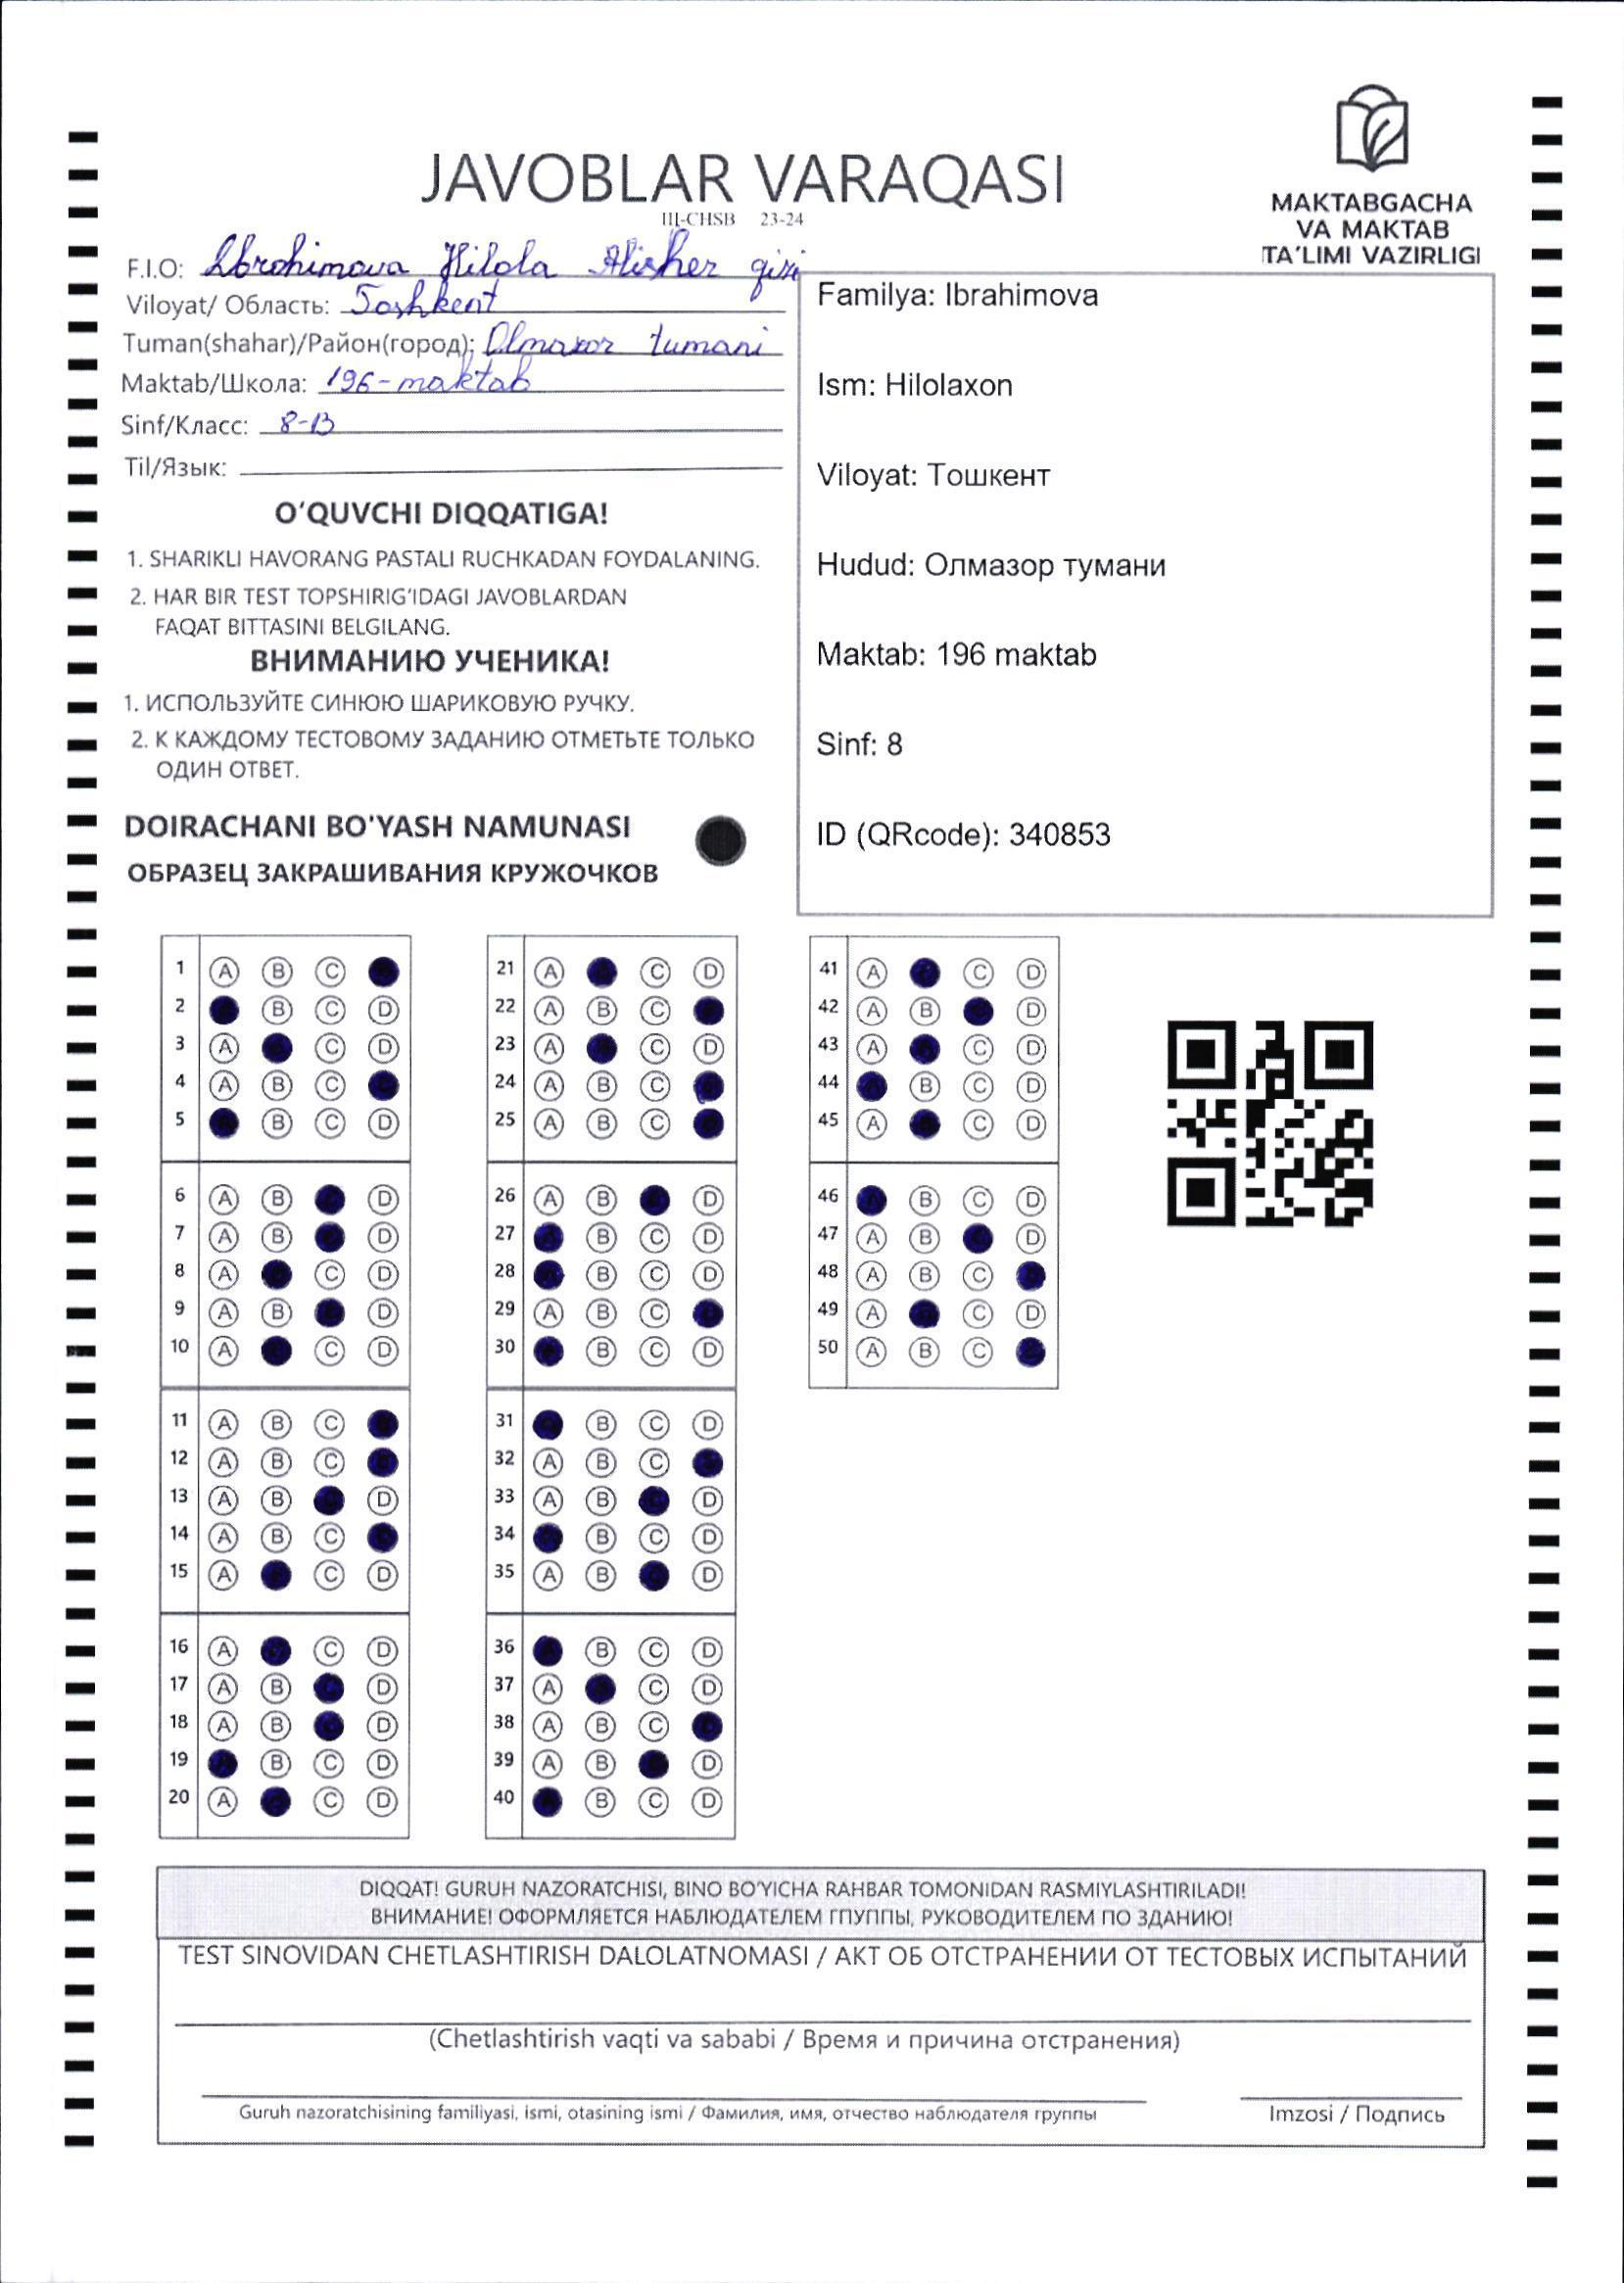 JAVOBLAR VARAQASI
III-CHSB 23-24
MAKTABGACHA
VA MAKTAB
TA'LIMI VAZIRLIGI
F.I.O: Ibrohimova Hilola Alisher qizi
Viloyat/ Область: Toshkent
Tuman(shahar)/Район(город): Olmazor tumani
Maktab/Школа: 196-maktab
Sinf/Класс: 8-B
Til/Язык:
O'QUVCHI DIQQATIGA!
1. SHARIKLI HAVORANG PASTALI RUCHKADAN FOYDALANING.
2. HAR BIR TEST TOPSHIRIG'IDAGI JAVOBLARDAN
FAQAT BITTASINI BELGILANG.
ВНИМАНИЮ УЧЕНИКА!
1. ИСПОЛЬЗУЙТЕ СИНЮЮ ШАРИКОВУЮ РУЧКУ.
2. К КАЖДОМУ ТЕСТОВОМУ ЗАДАНИЮ ОТМЕТЬТЕ ТОЛЬКО
ОДИН ОТВЕТ.
DOIRACHANI BO'YASH NAMUNASI
ОБРАЗЕЦ ЗАКРАШИВАНИЯ КРУЖОЧКОВ
Familya: Ibrahimova
Ism: Hilolaxon
Viloyat: Тошкент
Hudud: Олмазор тумани
Maktab: 196 maktab
Sinf: 8
ID (QRcode): 340853
1 A B C
2 B C D
3 A C D
4 A B C
5 B C D
6 A B D
7 A B D
8 A C D
9 A B D
10 A C D
11 A B C
12 A B C
13 A B D
14 A B C
15 A C D
16 A C D
17 A B D
18 A B D
19 B C D
20 A C D
21 A C D
22 A B C
23 A C D
24 A B C
25 A B C
26 A B D
27 B C D
28 B C D
29 A B C
30 B C D
31 B C D
32 A B C
33 A B D
34 B C D
35 A B D
36 B C D
37 A C D
38 A B C
39 A B D
40 B C D
41 A C D
42 A B D
43 A C D
44 B C D
45 A C D
46 B C D
47 A B D
48 A B C
49 A C D
50 A B C
DIQQAT! GURUH NAZORATCHISI, BINO BO'YICHA RAHBAR TOMONIDAN RASMIYLASHTIRILADI!
ВНИМАНИЕ! ОФОРМЛЯЕТСЯ НАБЛЮДАТЕЛЕМ ГПУППЫ, РУКОВОДИТЕЛЕМ ПО ЗДАНИЮ!
TEST SINOVIDAN CHETLASHTIRISH DALOLATNOMASI / АКТ ОБ ОТСТРАНЕНИИ ОТ ТЕСТОВЫХ ИСПЫТАНИЙ
(Chetlashtirish vaqti va sababi / Время и причина отстранения)
Guruh nazoratchisining familiyasi, ismi, otasining ismi / Фамилия, имя, отчество наблюдателя группы
Imzosi / Подпись